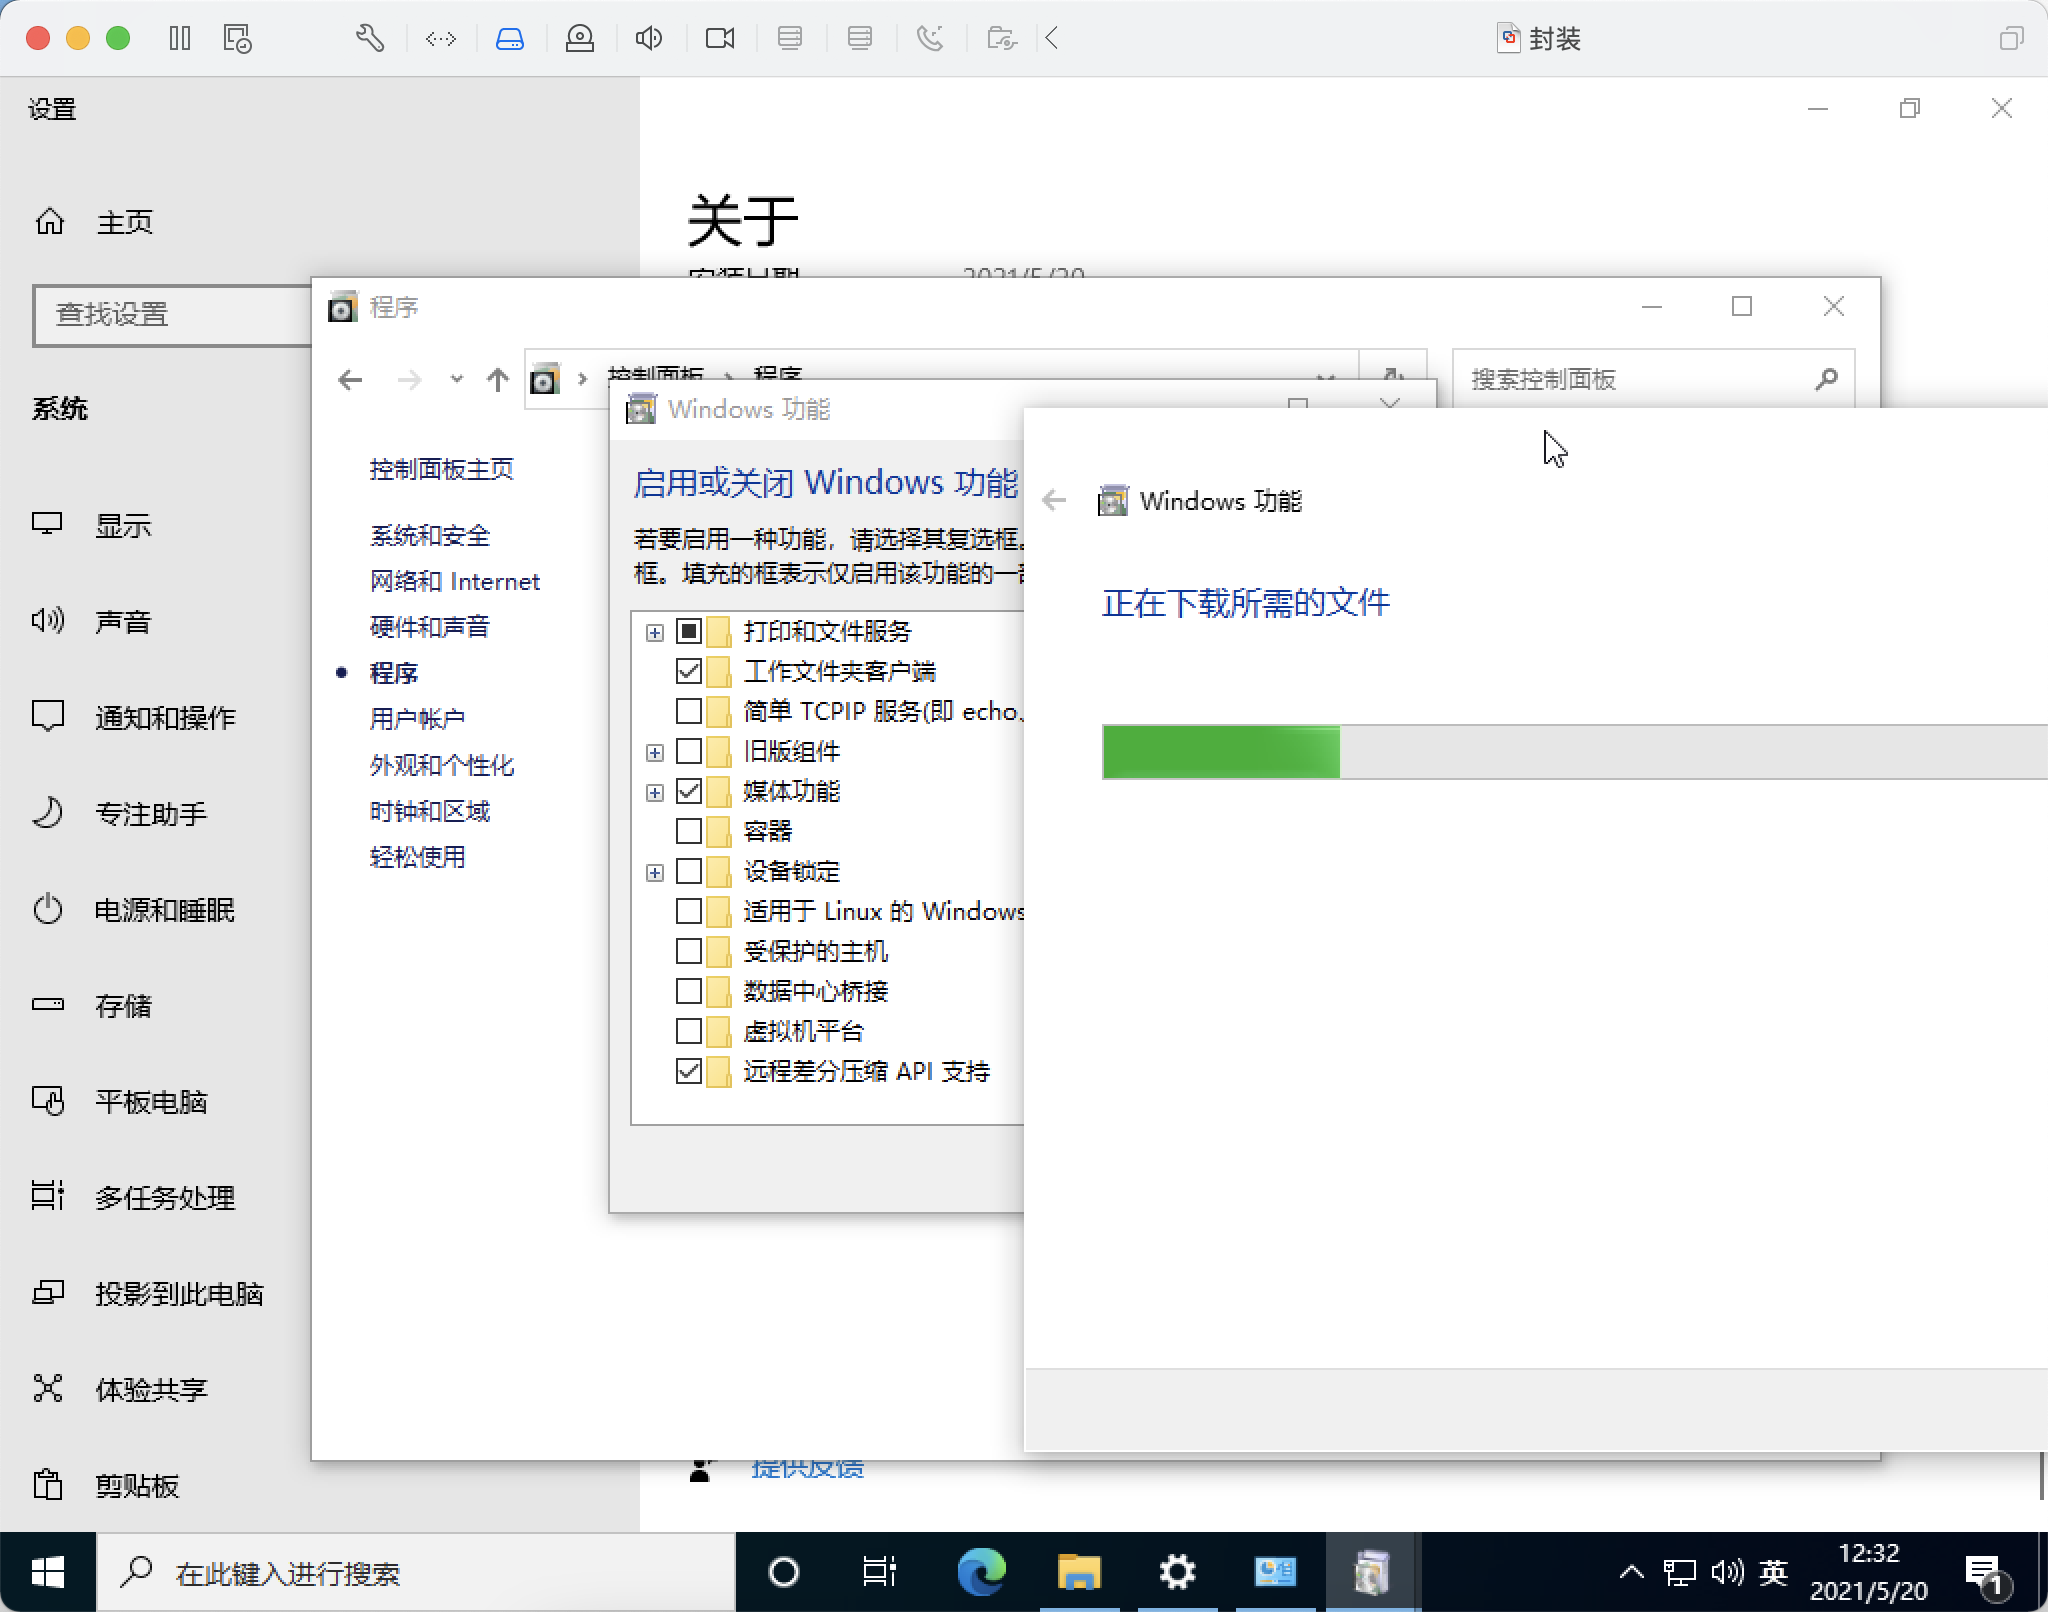 封装
设置
主页
查找设置
系统
显示
声音
通知和操作
专注助手
电源和睡眠
存储
平板电脑
多任务处理
投影到此电脑
体验共享
剪贴板
关于
安装日期 2021/5/20
程序
控制面板 程序
搜索控制面板
控制面板主页
系统和安全
网络和 Internet
硬件和声音
程序
用户帐户
外观和个性化
时钟和区域
轻松使用
Windows 功能
启用或关闭 Windows 功能
若要启用一种功能，请选择其复选框。
框。填充的框表示仅启用该功能的一部
打印和文件服务
工作文件夹客户端
简单 TCPIP 服务(即 echo、
旧版组件
媒体功能
容器
设备锁定
适用于 Linux 的 Windows
受保护的主机
数据中心桥接
虚拟机平台
远程差分压缩 API 支持
Windows 功能
正在下载所需的文件
提供反馈
在此键入进行搜索
英
12:32
2021/5/20
1